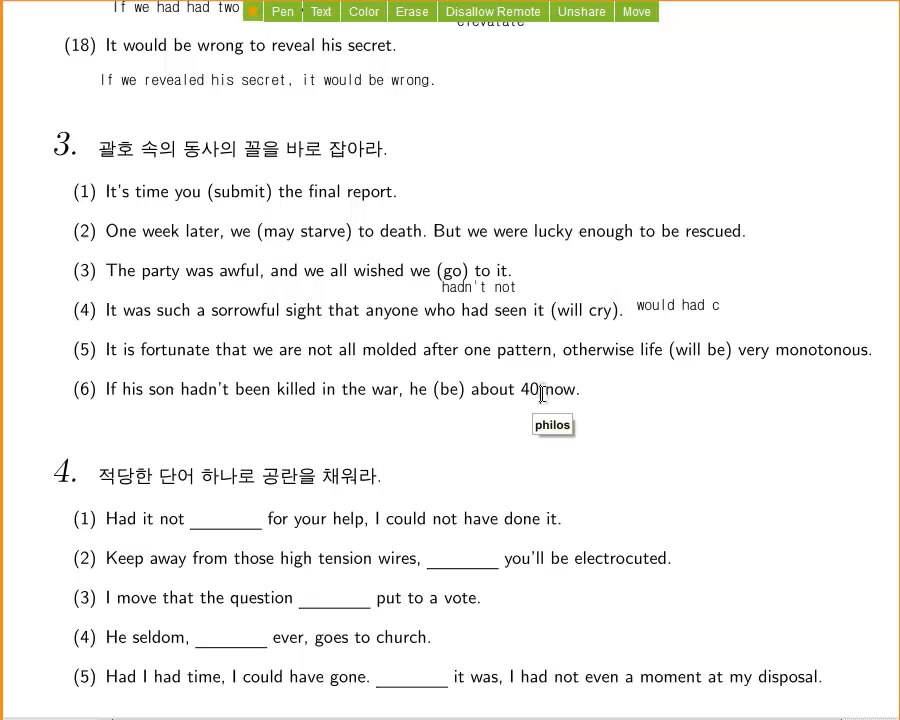 If we had had two
Pen Text Color Erase Disallow Remote Unshare Move
(18) It would be wrong to reveal his secret.
If we revealed his secret, it would be wrong.
3. 괄호 속의 동사의 꼴을 바로 잡아라.
(1) It's time you (submit) the final report.
(2) One week later, we (may starve) to death. But we were lucky enough to be rescued.
(3) The party was awful, and we all wished we (go) to it.
hadn't not
(4) It was such a sorrowful sight that anyone who had seen it (will cry). would had c
(5) It is fortunate that we are not all molded after one pattern, otherwise life (will be) very monotonous.
(6) If his son hadn't been killed in the war, he (be) about 40 now.
philos
4. 적당한 단어 하나로 공란을 채워라.
(1) Had it not ________ for your help, I could not have done it.
(2) Keep away from those high tension wires, ________ you'll be electrocuted.
(3) I move that the question ________ put to a vote.
(4) He seldom, ________ ever, goes to church.
(5) Had I had time, I could have gone. ________ it was, I had not even a moment at my disposal.